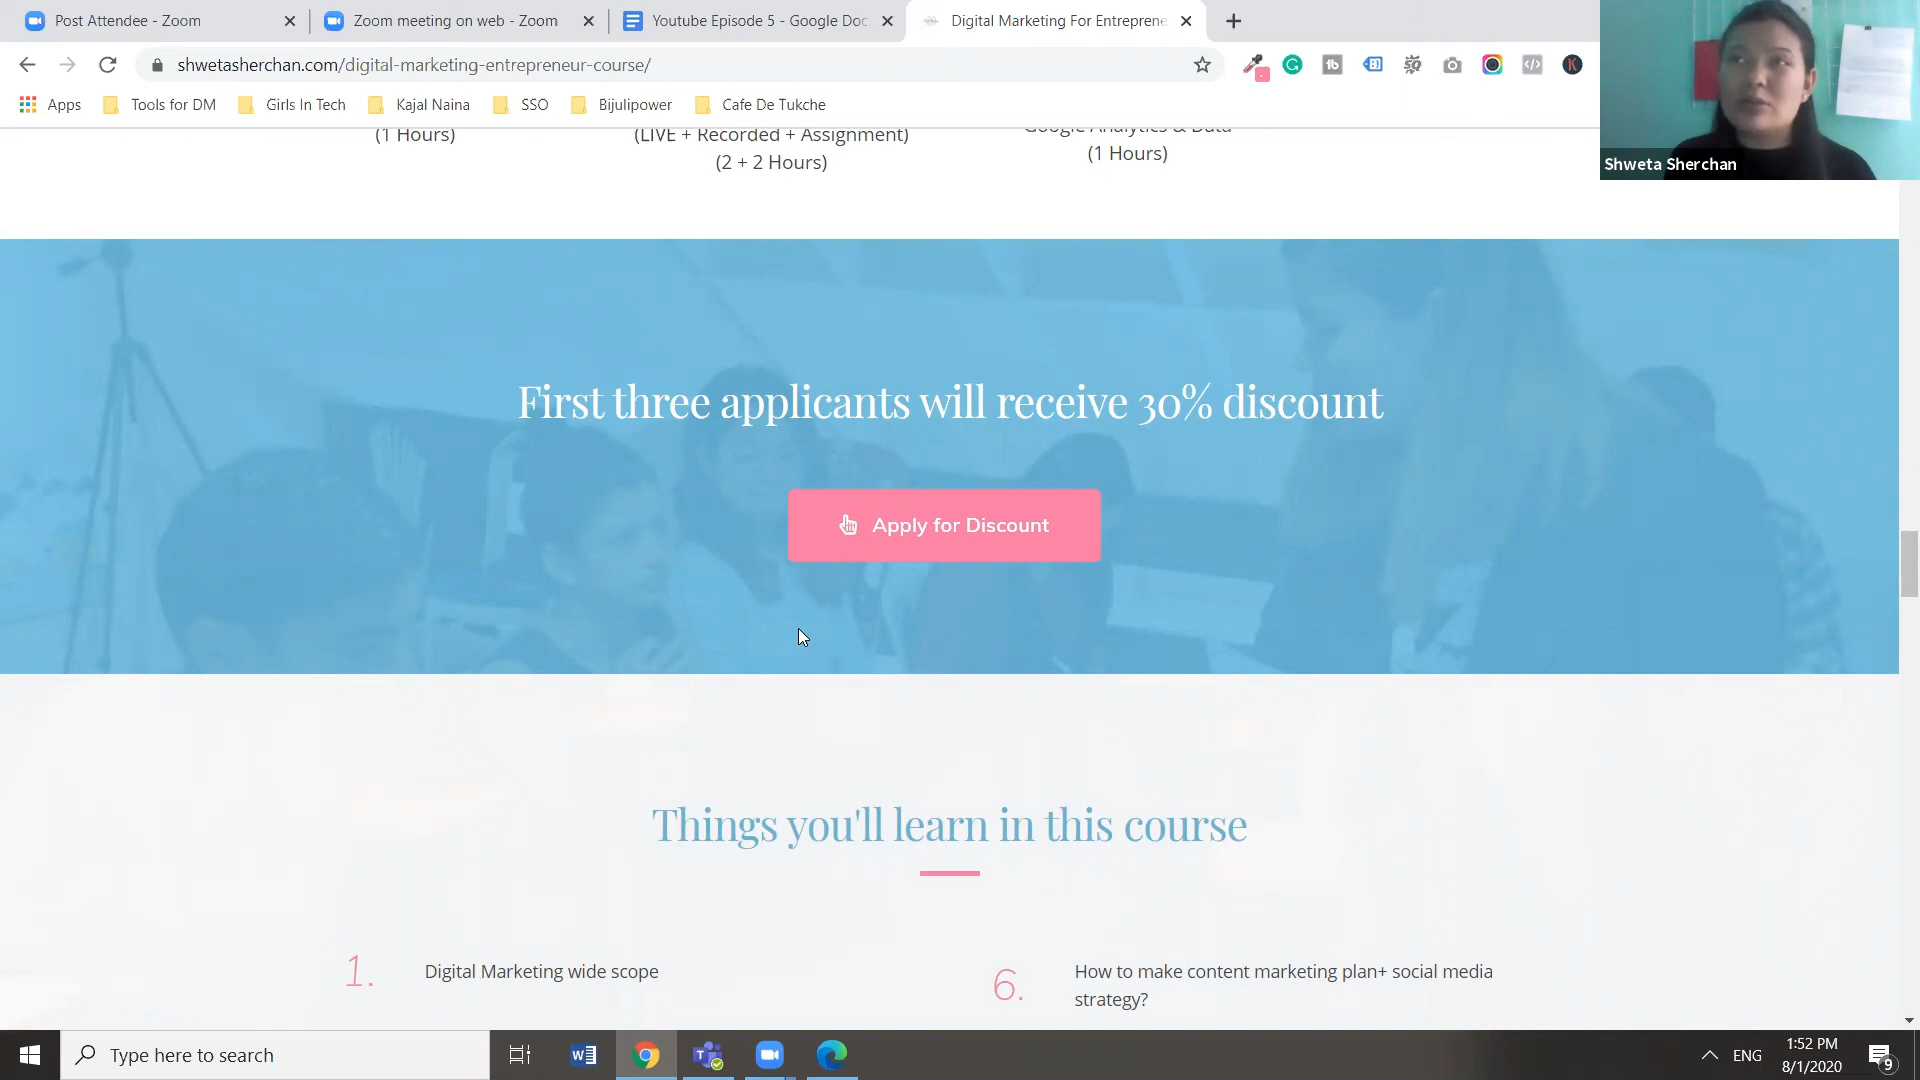 Post Attendee - Zoom
Zoom meeting on web - Zoom
Youtube Episode 5 - Google Doc
Digital Marketing For Entreprene
shwetasherchan.com/digital-marketing-entrepreneur-course/
Apps
Tools for DM
Girls In Tech
Kajal Naina
SSO
Bijulipower
Cafe De Tukche
Shweta Sherchan
(1 Hours)
(LIVE + Recorded + Assignment)
(2 + 2 Hours)
Google Analytics & Data
(1 Hours)
First three applicants will receive 30% discount
Apply for Discount
Things you'll learn in this course
1.
Digital Marketing wide scope
6.
How to make content marketing plan+ social media
strategy?
Type here to search
ENG
1:52 PM
8/1/2020
9